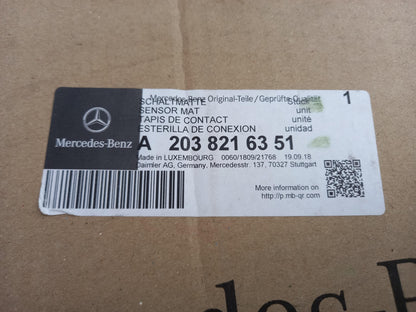 Mercedes-Benz Original-Teile/Geprüfte Qualität
SCHALTMATTE Stück 1
SENSOR MAT unit
TAPIS DE CONTACT unité
ESTERILLA DE CONEXION unidad
Mercedes-Benz
A 203 821 63 51
Made in LUXEMBOURG 0060/1809/21768 19.09.18
Daimler AG, Germany, Mercedesstr. 137, 70327 Stuttgart
More information on
http://p.mb-qr.com